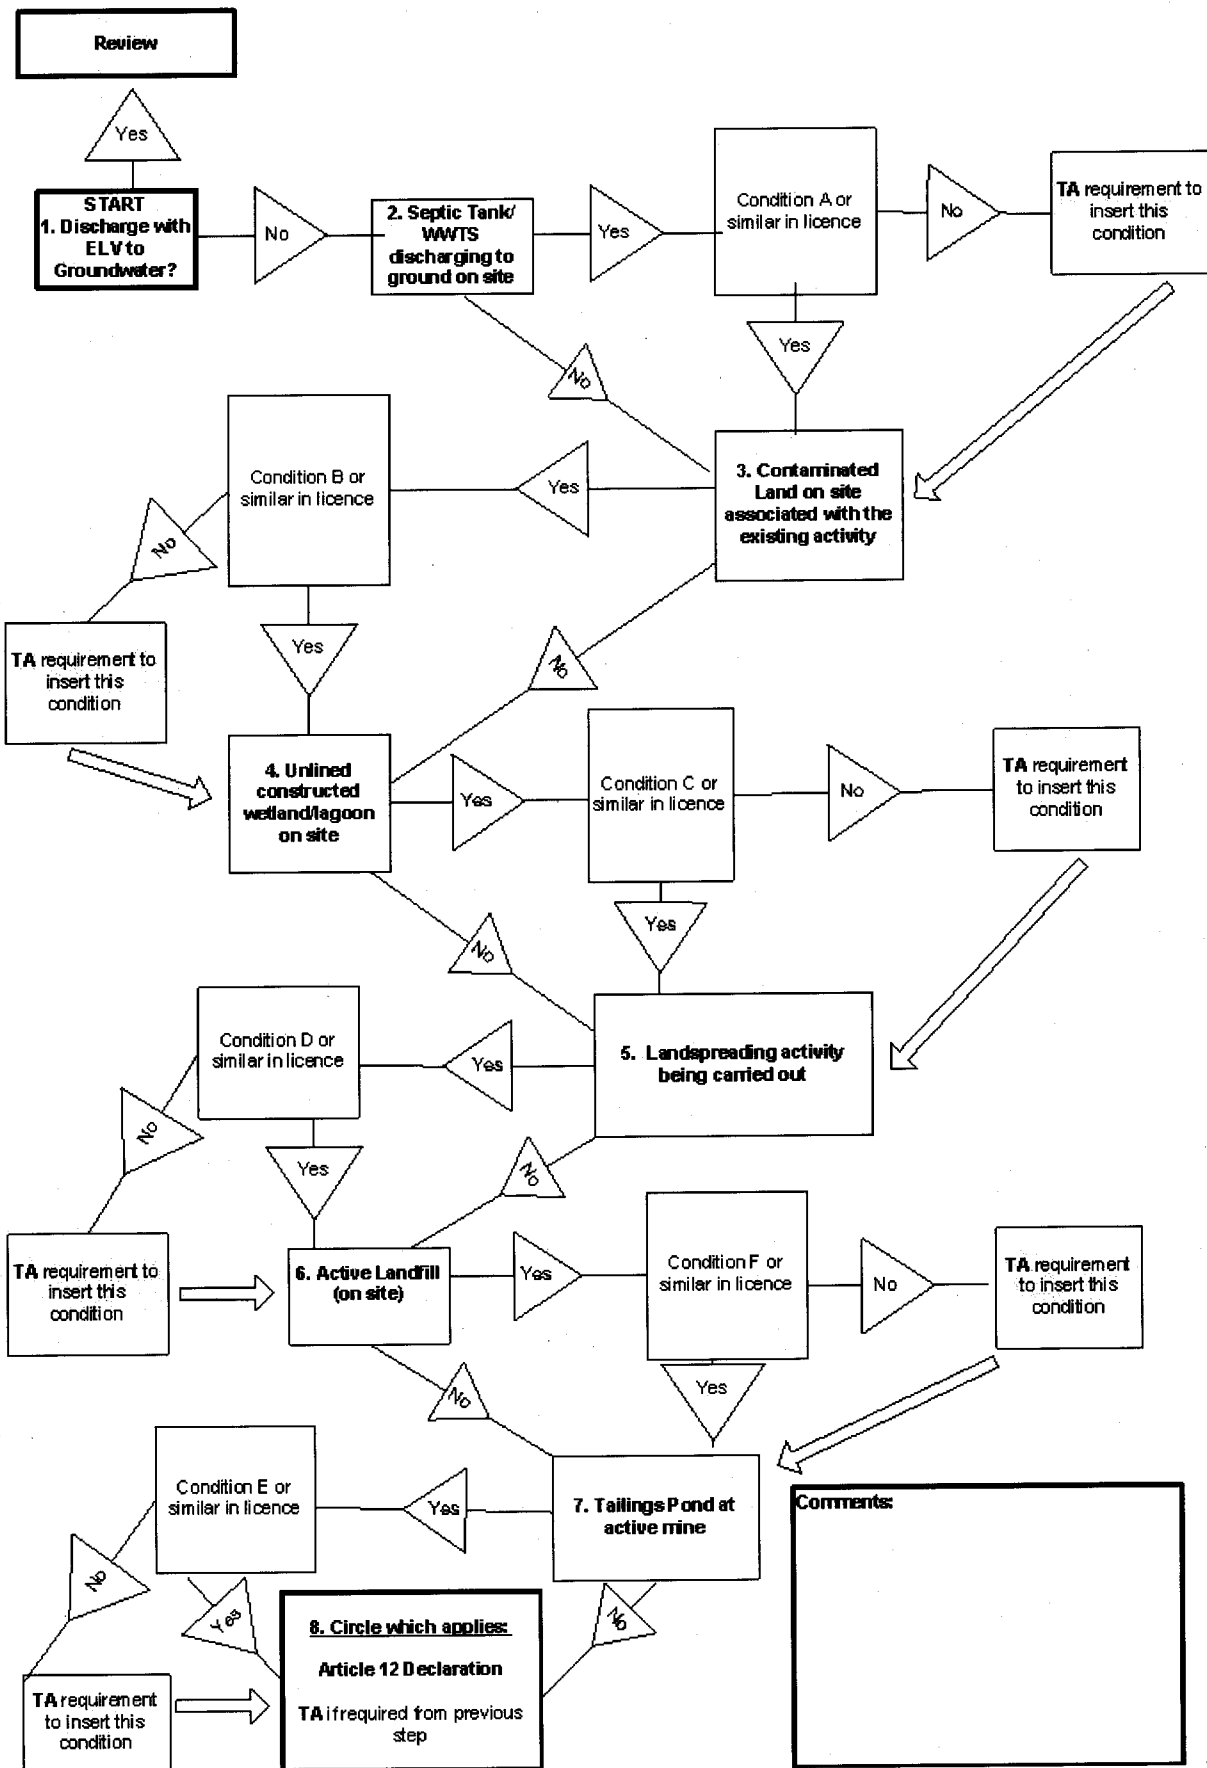 Review
Yes
START
1. Discharge with
ELV to
Groundwater?
No
2. Septic Tank/
WWTS
discharging to
ground on site
Yes
Condition A or
similar in licence
No
TA requirement to
insert this
condition
Yes
No
3. Contaminated
Land on site
associated with the
existing activity
Yes
Condition B or
similar in licence
No
TA requirement to
insert this
condition
Yes
No
4. Unlined
constructed
wetland/lagoon
on site
Yes
Condition C or
similar in licence
No
TA requirement
to insert this
condition
Yes
No
5. Landspreading activity
being carried out
Yes
Condition D or
similar in licence
No
TA requirement to
insert this
condition
Yes
No
6. Active Landfill
(on site)
Yes
Condition F or
similar in licence
No
TA requirement
to insert this
condition
Yes
No
7. Tailings Pond at
active mine
Yes
Condition E or
similar in licence
No
TA requirement
to insert this
condition
Yes
No
8. Circle which applies:
Article 12 Declaration
TA if required from previous
step
Comments: